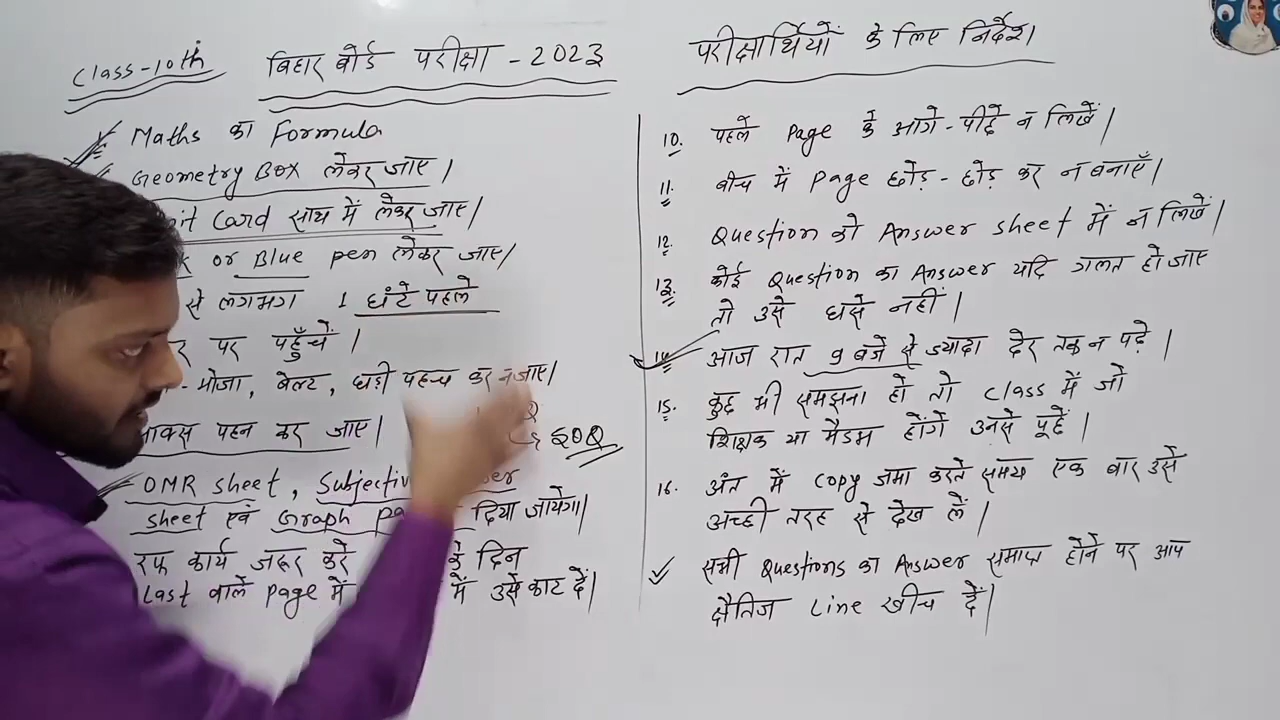 Class-10th
बिहार बोर्ड परीक्षा - 2023
Maths का Formula
Geometry Box लेकर जाए।
Card साथ में लेकर जाए।
or Blue pen लेकर जाए।
से लगभग 1 घंटे पहले
पर पहुँचें।
मोजा, बेल्ट, घड़ी पहन कर न जाए।
पहन कर जाए।
OMR sheet, Subjective
sheet एवं Graph दिया जायेगा।
रफ कार्य जरूर करे के दिन
Last वाले page में में उसे काट दें।
परीक्षार्थियों के लिए निर्देश।
10. पहले Page के आगे-पीछे न लिखें।
11. बीच में Page छोड़-छोड़ कर न बनाएँ।
12. Question को Answer sheet में न लिखें।
13. कोई Question का Answer यदि गलत हो जाए
तो उसे घसे नहीं।
14. आज रात 9 बजे से ज्यादा देर तक न पढ़े।
15. कुछ भी समझना हो तो Class में जो
शिक्षक या मैडम होंगे उनसे पूछें।
16. अंत में Copy जमा करते समय एक बार उसे
अच्छी तरह से देख लें।
सभी Questions का Answer समाप्त होने पर आप
क्षैतिज Line खीच दें।